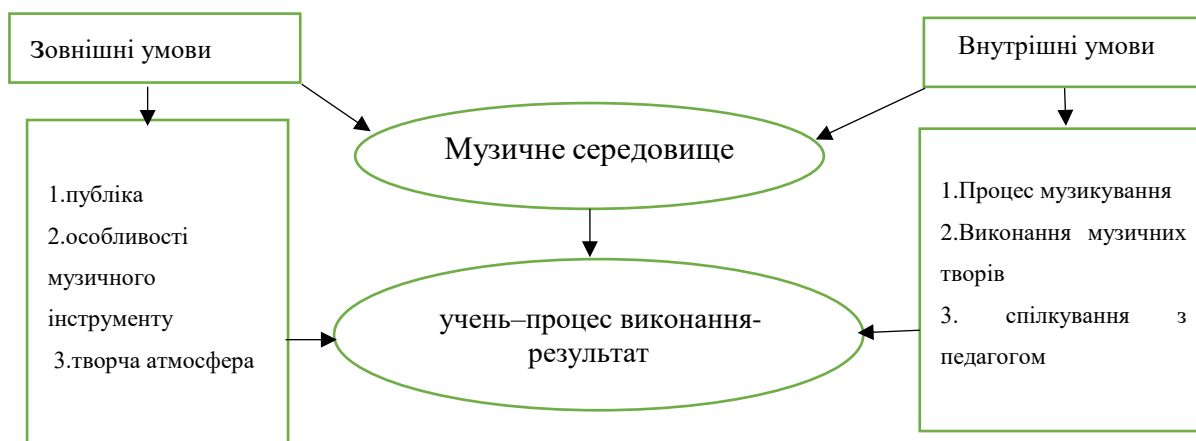 Зовнішні умови
Внутрішні умови
Музичне середовище
1.публіка
2.особливості
музичного
інструменту
3.творча атмосфера
1.Процес музикування
2.Виконання музичних
творів
3. спілкування з
педагогом
учень–процес виконання-
результат